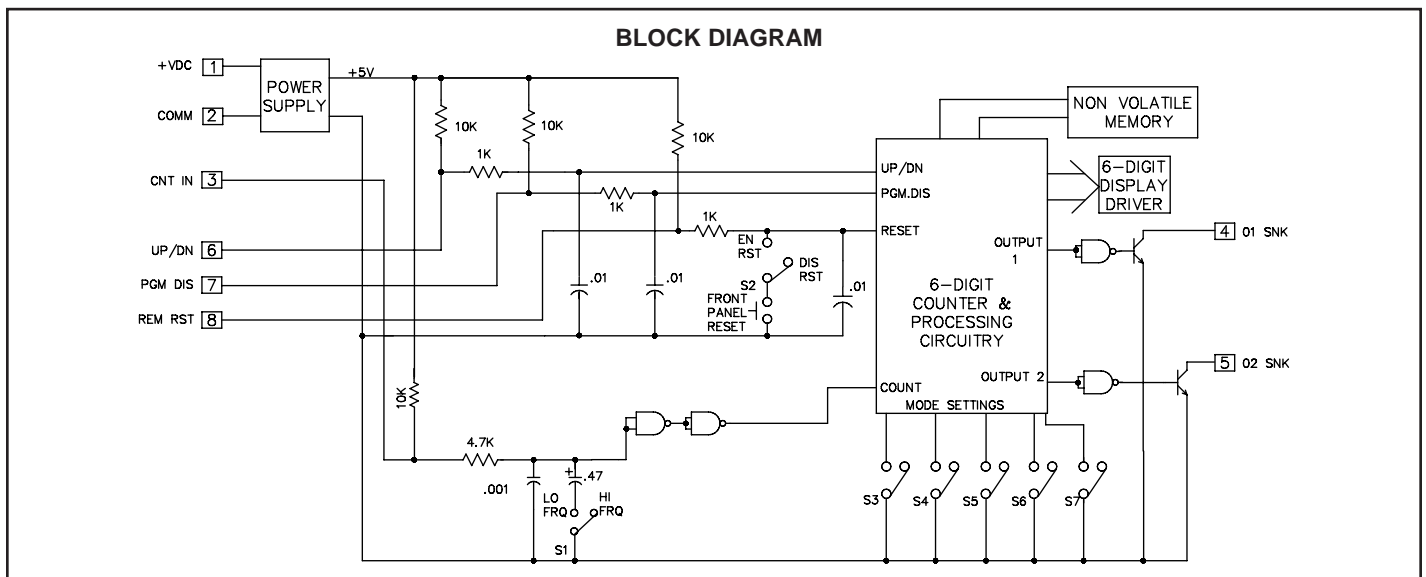 BLOCK DIAGRAM
+VDC 1
POWER
SUPPLY
+5V
COMM 2
NON VOLATILE
MEMORY
10K
10K
10K
1K
UP/DN
6-DIGIT
DISPLAY
DRIVER
CNT IN 3
PGM.DIS
1K
1K
RESET
EN
RST
OUTPUT
1
4 O1 SNK
UP/DN 6
DIS
RST
PGM DIS 7
.01
.01
S2
.01
6-DIGIT
COUNTER &
PROCESSING
CIRCUITRY
FRONT
PANEL
RESET
REM RST 8
5 O2 SNK
OUTPUT 2
10K
COUNT
MODE SETTINGS
4.7K
+
.47
.001
LO
FRQ
HI
FRQ
S1
S3
S4
S5
S6
S7